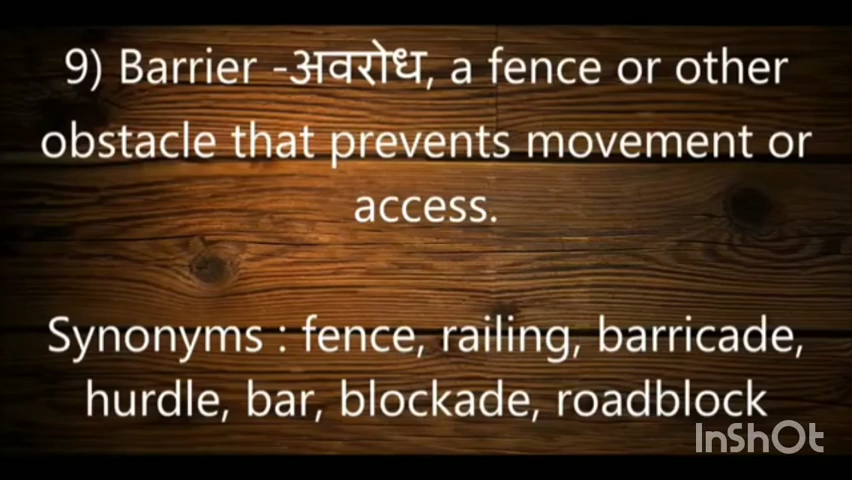 9) Barrier -अवरोध, a fence or other
obstacle that prevents movement or
access.
Synonyms : fence, railing, barricade,
hurdle, bar, blockade, roadblock
InShOt